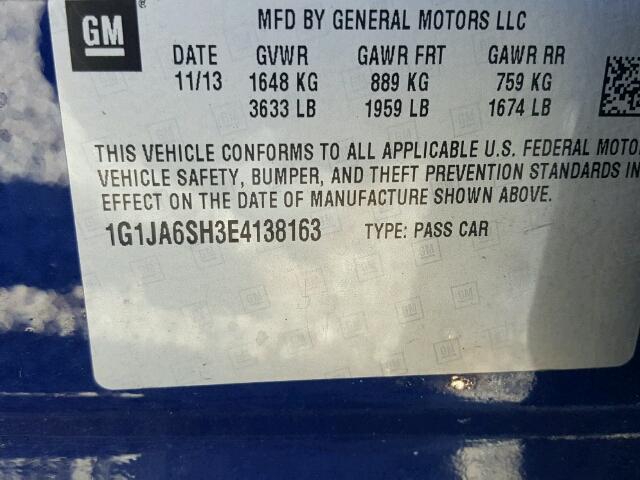 GM ®
MFD BY GENERAL MOTORS LLC
DATE GVWR GAWR FRT GAWR RR
11/13 1648 KG 889 KG 759 KG
3633 LB 1959 LB 1674 LB
THIS VEHICLE CONFORMS TO ALL APPLICABLE U.S. FEDERAL MOTOR
VEHICLE SAFETY, BUMPER, AND THEFT PREVENTION STANDARDS IN
EFFECT ON THE DATE OF MANUFACTURE SHOWN ABOVE.
1G1JA6SH3E4138163 TYPE: PASS CAR